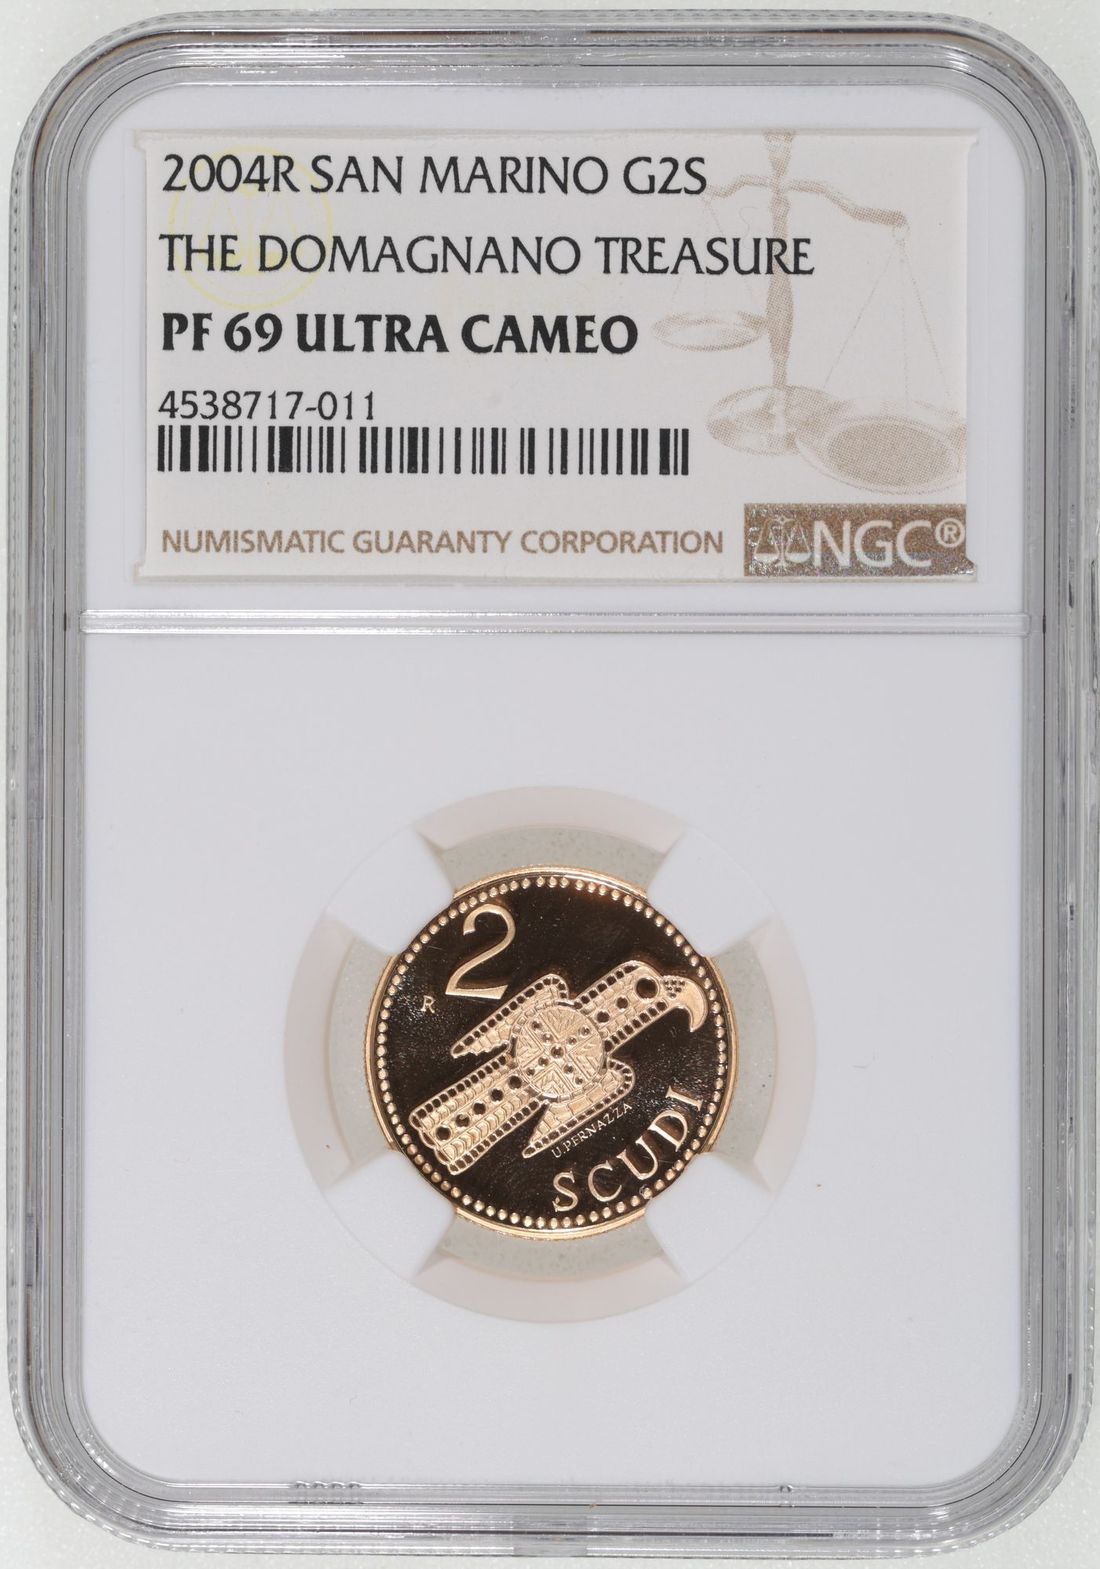 2004R SAN MARINO G2S
THE DOMAGNANO TREASURE
PF 69 ULTRA CAMEO
4538717-011
NUMISMATIC GUARANTY CORPORATION
NGC®
2
R
U.PERNAZZA
SCUDI